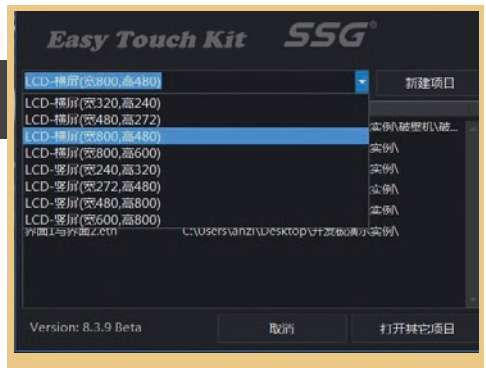 Easy Touch Kit SSG®
LCD-横屏(宽800,高480) 新建项目
LCD-横屏(宽320,高240)
LCD-横屏(宽480,高272)
实例\破壁机\破...
LCD-横屏(宽800,高480)
LCD-横屏(宽800,高600) 实例\
LCD-竖屏(宽240,高320) 实例\
LCD-竖屏(宽272,高480) 实例\
LCD-竖屏(宽480,高800) 实例\
LCD-竖屏(宽600,高800)
界面1与界面2.eth C:\Users\anzi\Desktop\开发板演示实例\
Version: 8.3.9 Beta 取消 打开其它项目